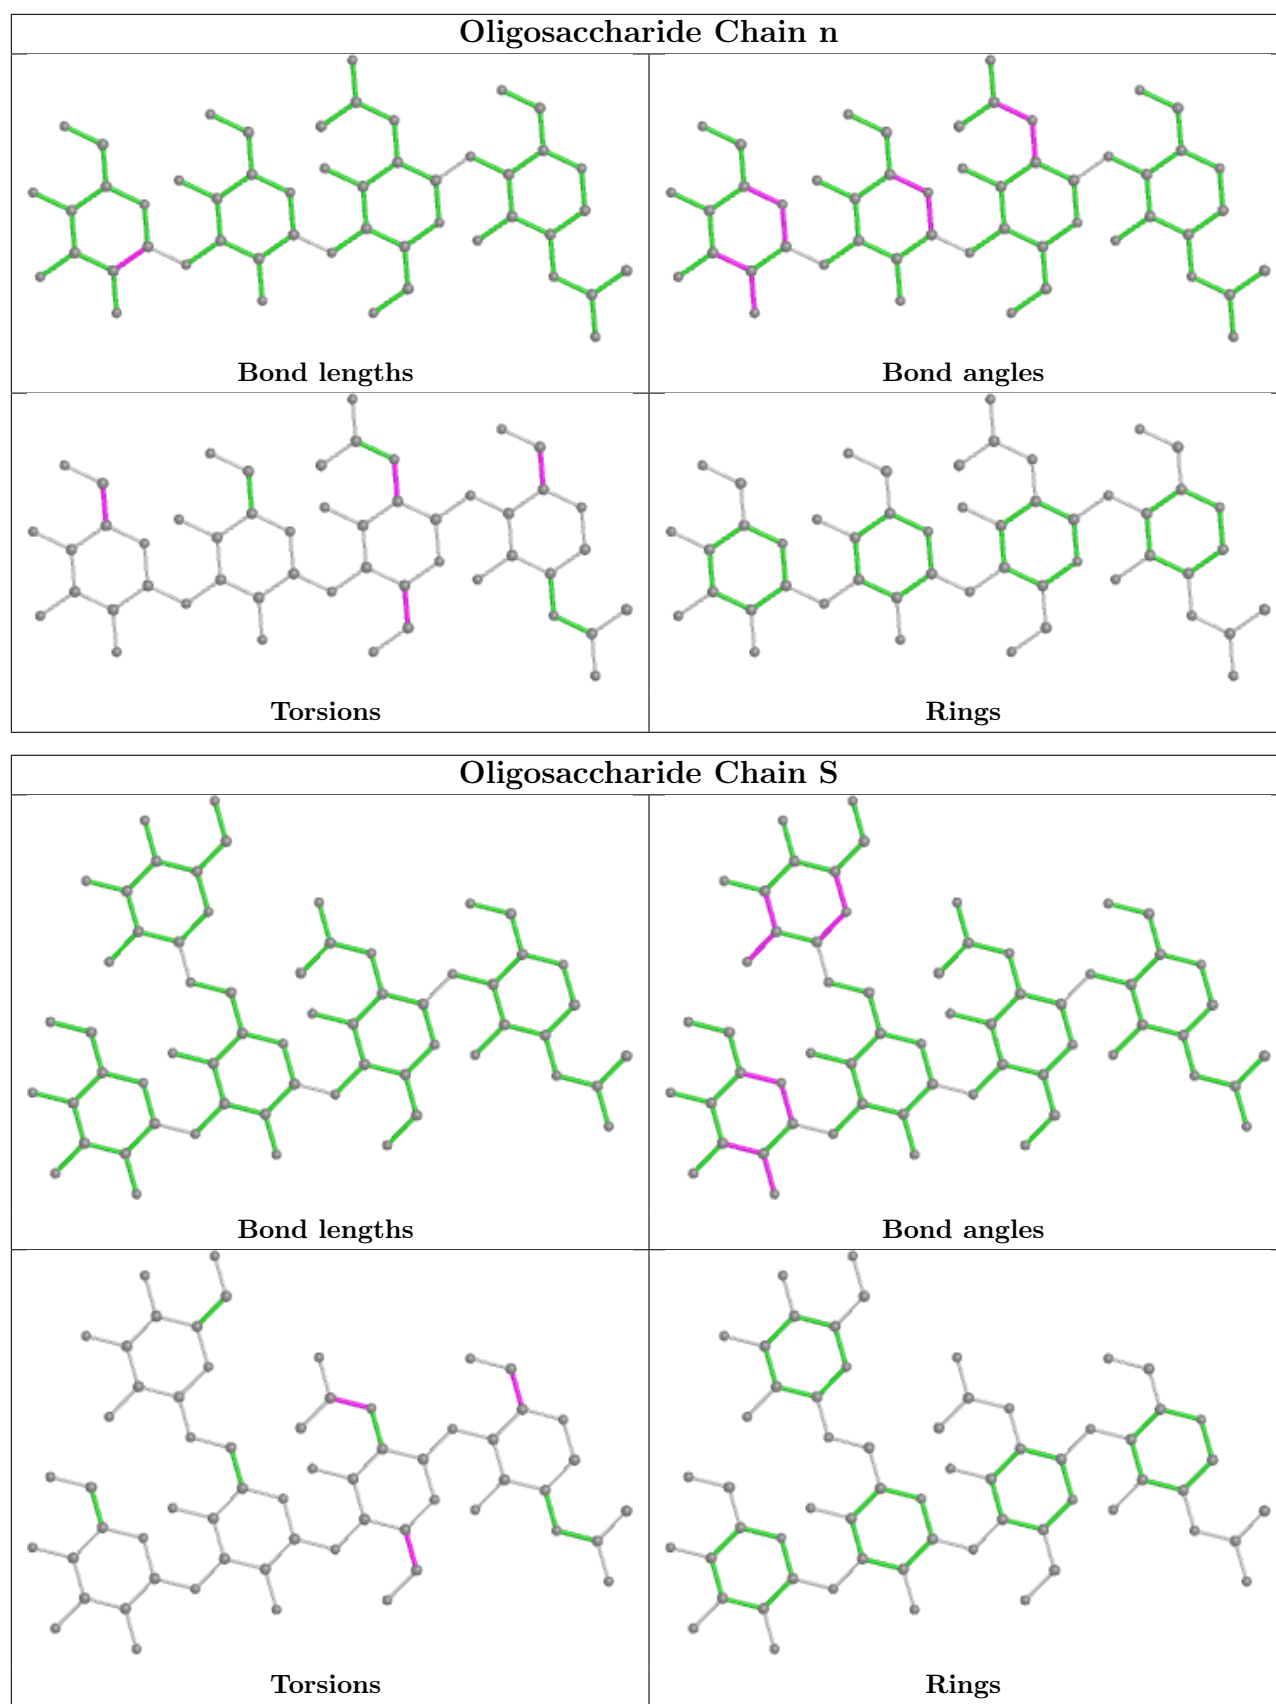 Oligosaccharide Chain n
Bond lengths
Bond angles
Torsions
Rings
Oligosaccharide Chain S
Bond lengths
Bond angles
Torsions
Rings